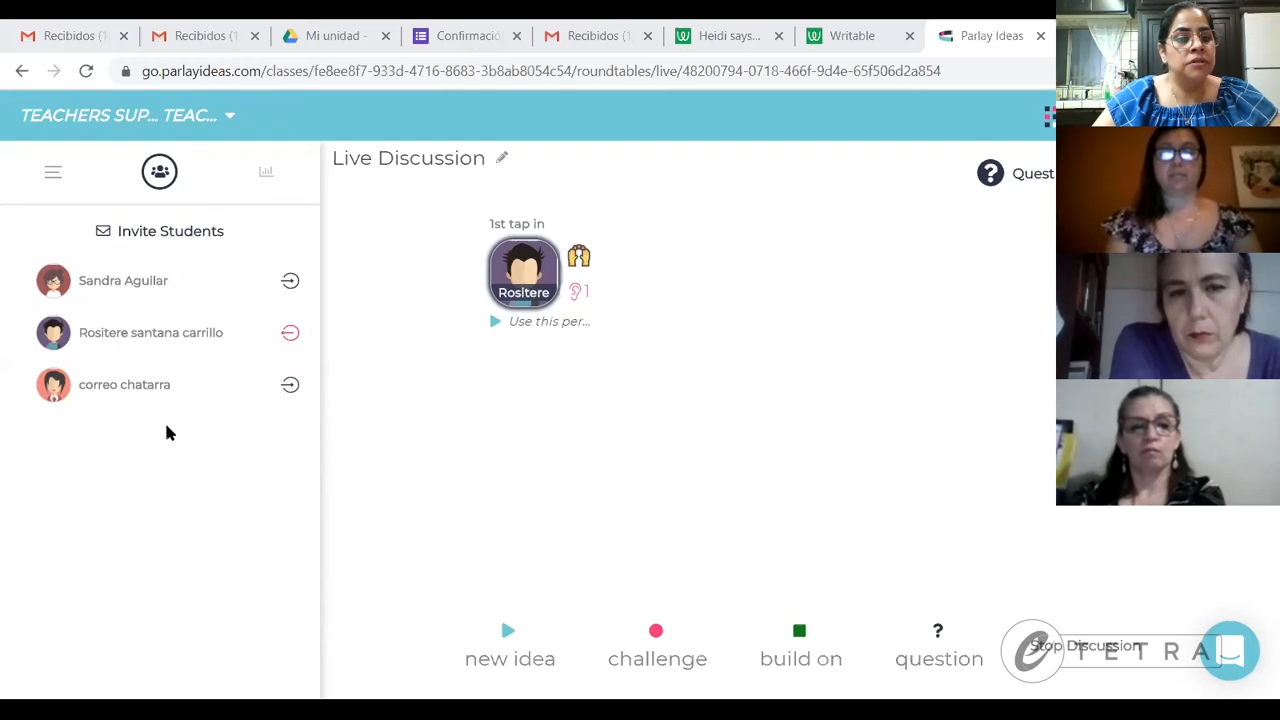 Recibidos (1
Recibidos (1
Mi unidad -
Confirmació
Recibidos (1
Heidi says...
Writable
Parlay Ideas
go.parlayideas.com/classes/fe8ee8f7-933d-4716-8683-3b8ab8054c54/roundtables/live/48200794-0718-466f-9d4e-65f506d2a854
TEACHERS SUP... TEAC...
Live Discussion
? Quest
Invite Students
1st tap in
Sandra Aguilar
Rositere
1
Use this per...
Rositere santana carrillo
correo chatarra
new idea
challenge
build on
?
question
Stop Discussion
e TETRA